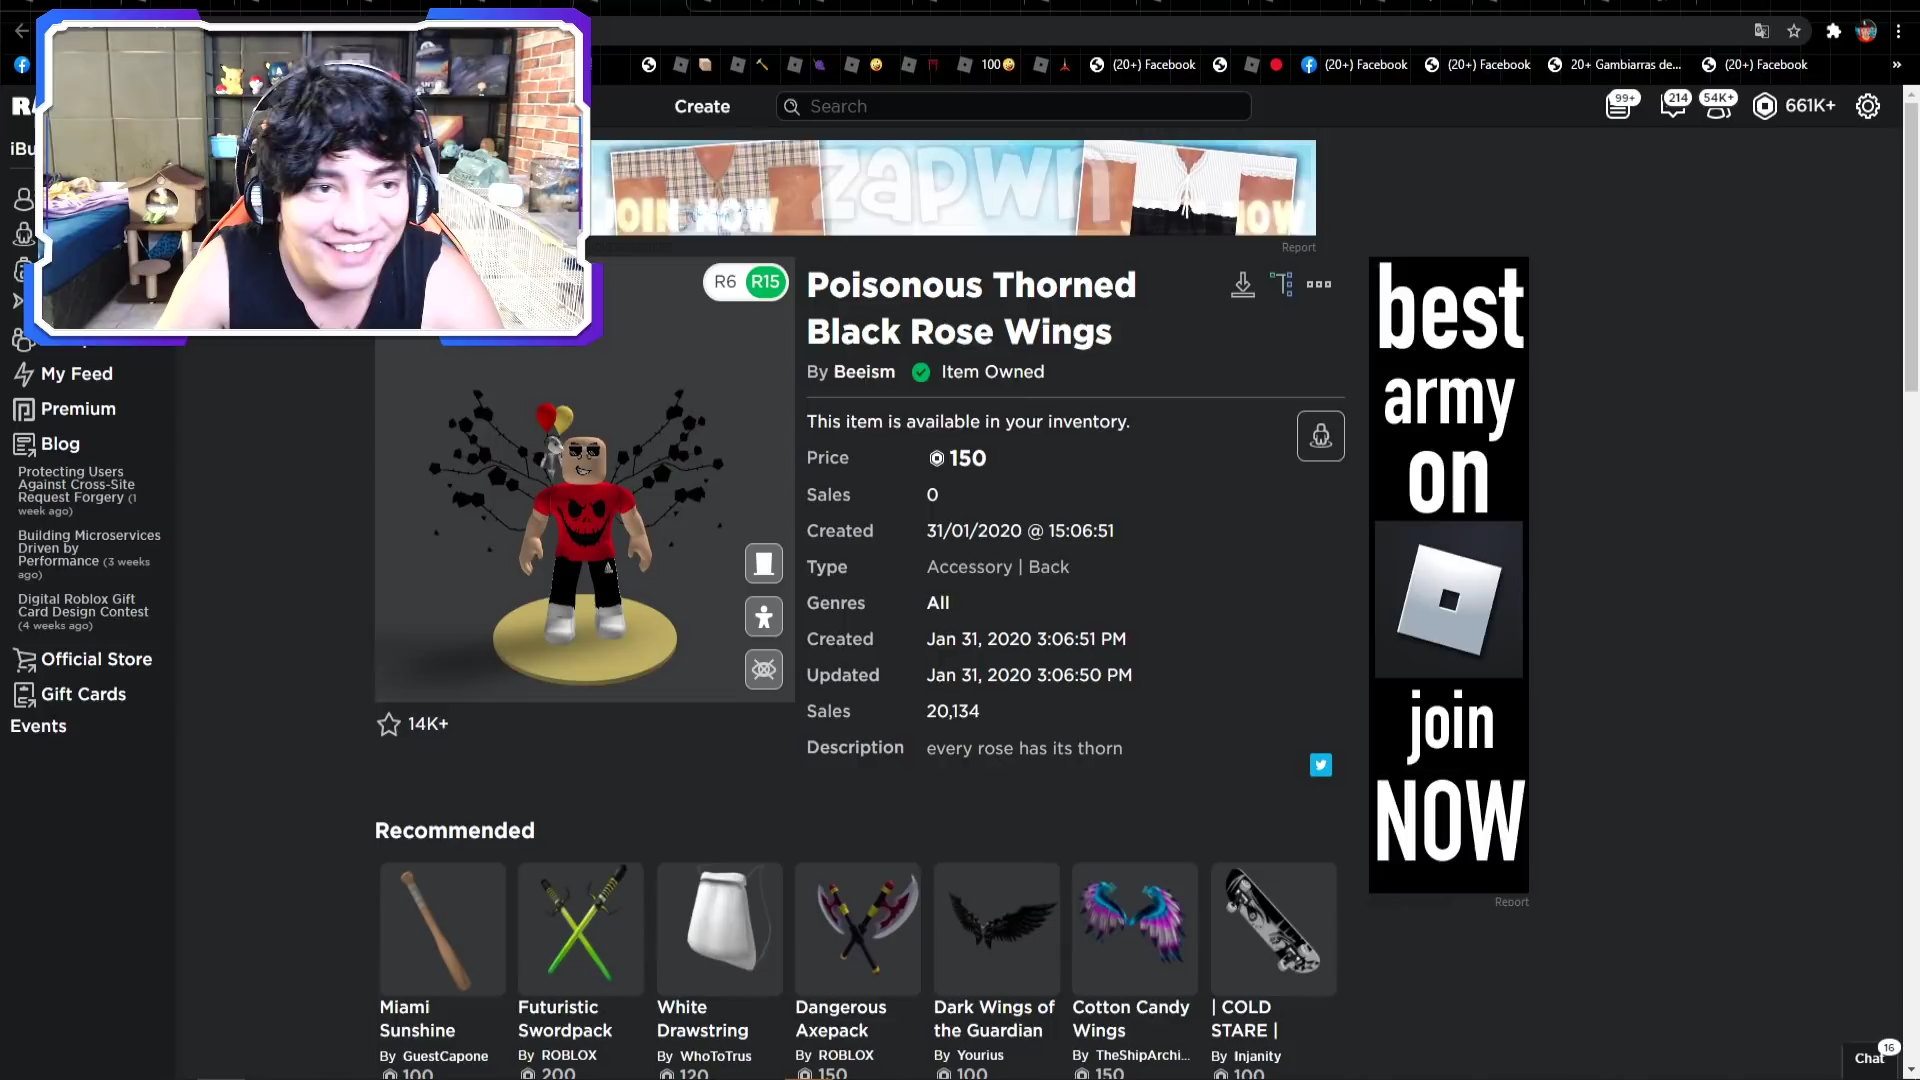 (20+) Facebook
(20+) Facebook
(20+) Facebook
20+ Gambiarras de...
(20+) Facebook
»
100
Create
Search
99+
214
54K+
661K+
iBu
JOIN NOW
zapwn
NOW
Report
R6
R15
Poisonous Thorned
Black Rose Wings
By Beeism
Item Owned
This item is available in your inventory.
Price
150
Sales
0
Created
31/01/2020 @ 15:06:51
Type
Accessory | Back
Genres
All
Created
Jan 31, 2020 3:06:51 PM
Updated
Jan 31, 2020 3:06:50 PM
Sales
20,134
Description
every rose has its thorn
14K+
My Feed
Premium
Blog
Protecting Users
Against Cross-Site
Request Forgery (1
week ago)
Building Microservices
Driven by
Performance (3 weeks
ago)
Digital Roblox Gift
Card Design Contest
(4 weeks ago)
Official Store
Gift Cards
Events
best
army
on
join
NOW
Report
Recommended
Miami
Sunshine
By GuestCapone
100
Futuristic
Swordpack
By ROBLOX
200
White
Drawstring
By WhoToTrus
120
Dangerous
Axepack
By ROBLOX
150
Dark Wings of
the Guardian
By Yourius
100
Cotton Candy
Wings
By TheShipArchi...
150
| COLD
STARE |
By Injanity
100
Chat
16